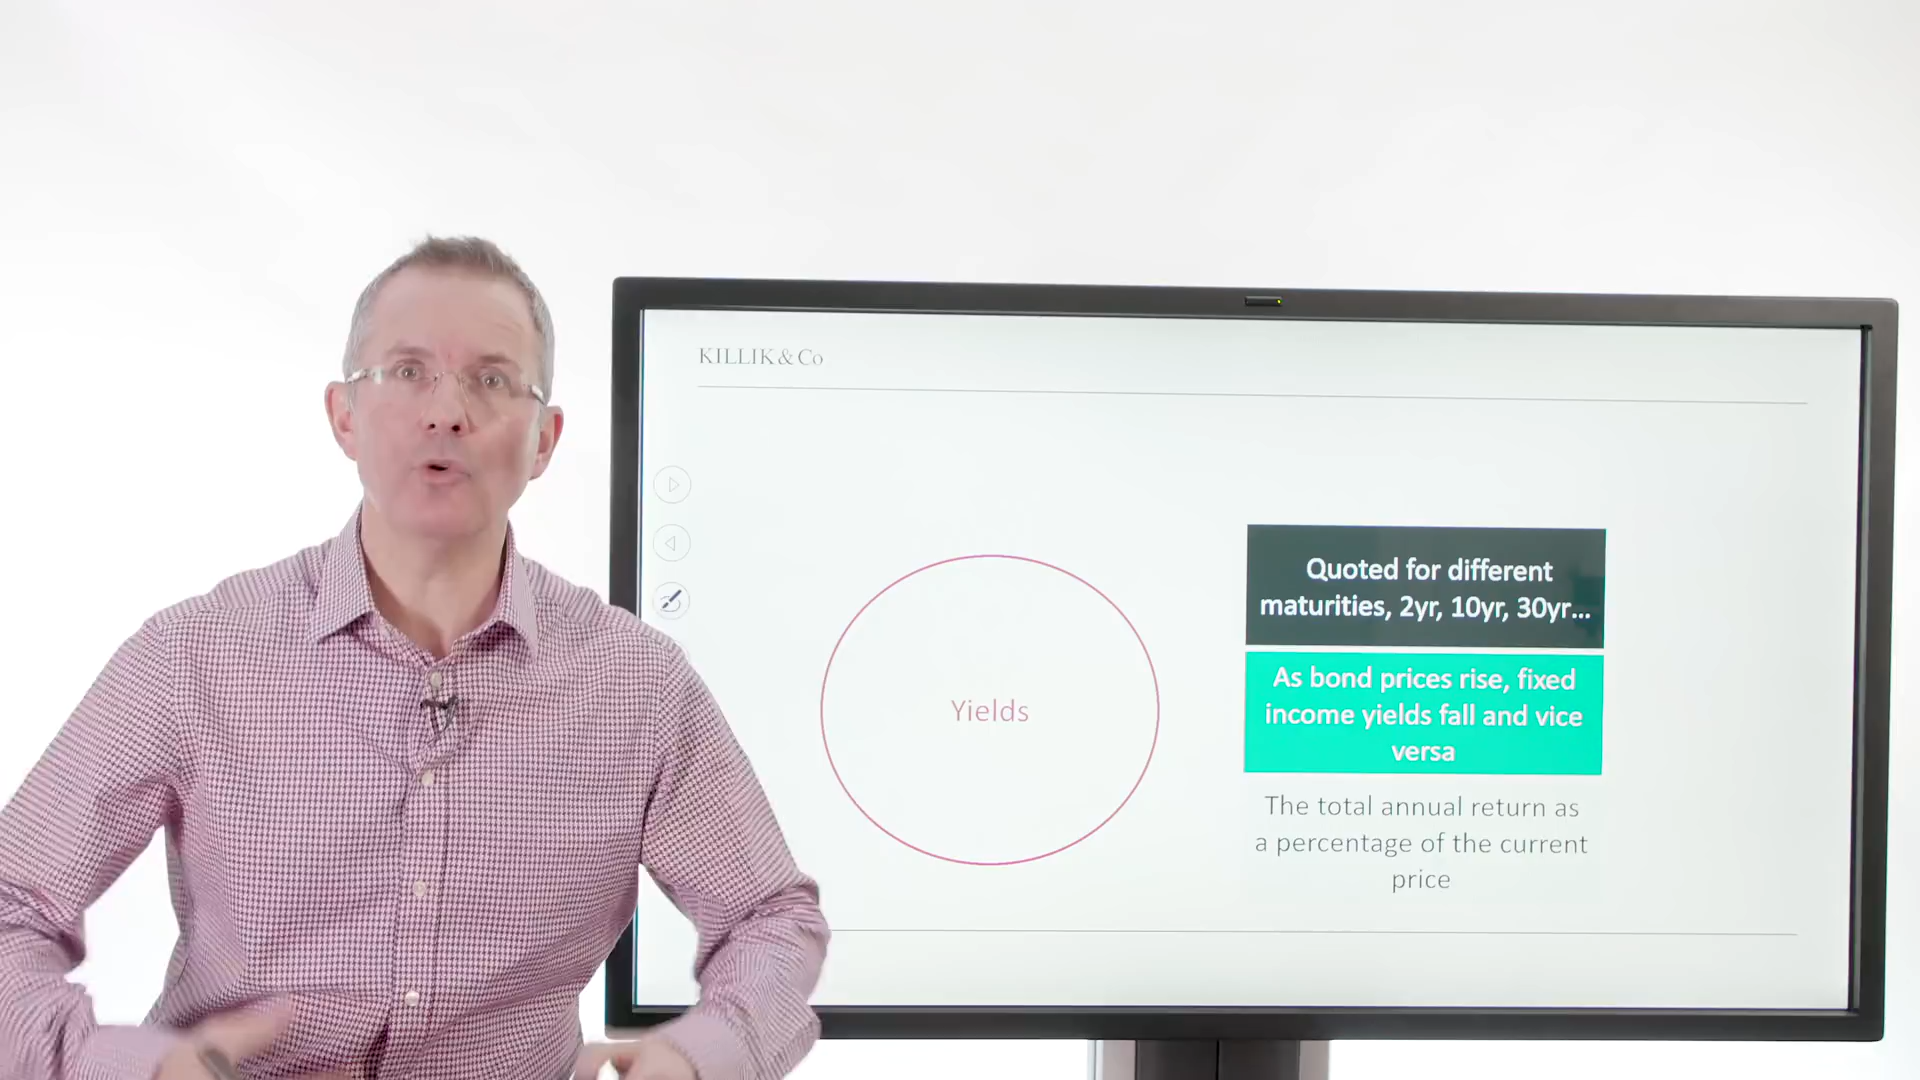 KILLIK & Co
Quoted for different
maturities, 2yr, 10yr, 30yr...
Yields
As bond prices rise, fixed
income yields fall and vice
versa
The total annual return as
a percentage of the current
price